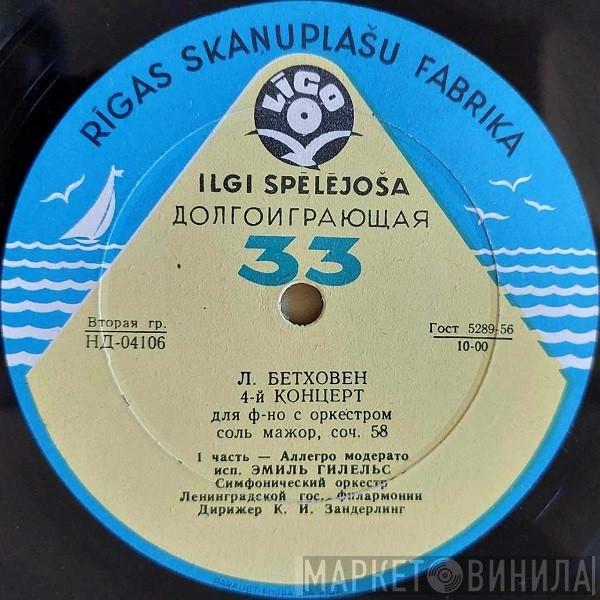 RĪGAS SKAŅUPLAŠU FABRIKA
LĪGO
ILGI SPĒLĒJOŠA
ДОЛГОИГРАЮЩАЯ
33
Вторая гр.
НД-04106
Гост 5289-56
10-00
Л. БЕТХОВЕН
4-й КОНЦЕРТ
для ф-но с оркестром
соль мажор, соч. 58
1 часть — Аллегро модерато
исп. ЭМИЛЬ ГИЛЕЛЬС
Симфонический оркестр
Ленинградской гос. филармонии
Дирижер К. И. Зандерлинг
МАРКЕТ ВИНИЛА